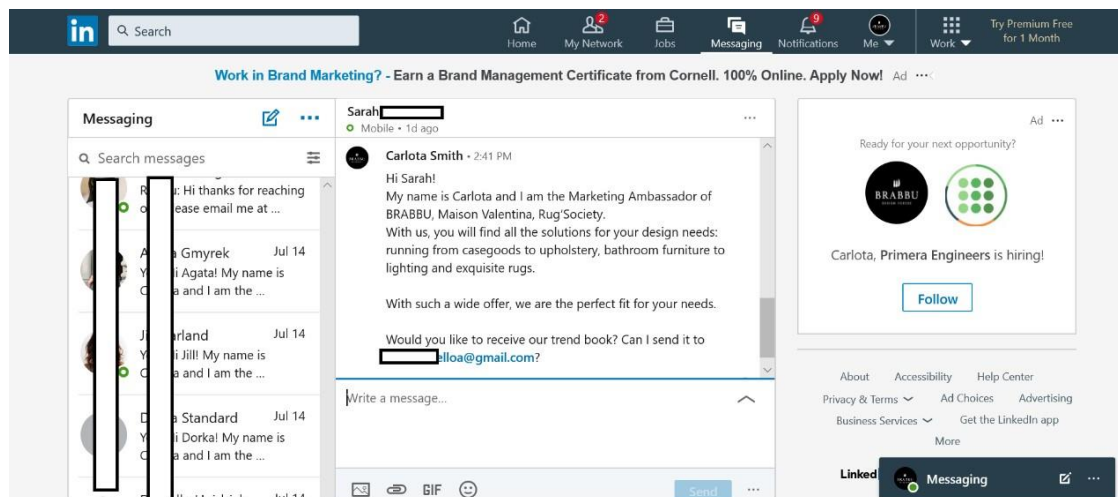 in
Search
Home
2
My Network
Jobs
Messaging
9
Notifications
Me
Work
Try Premium Free
for 1 Month
Work in Brand Marketing? - Earn a Brand Management Certificate from Cornell. 100% Online. Apply Now! Ad ...
Messaging
...
Search messages
u: Hi thanks for reaching
ease email me at ...
Gmyrek Jul 14
i Agata! My name is
a and I am the ...
rland Jul 14
i Jill! My name is
a and I am the ...
a Standard Jul 14
i Dorka! My name is
a and I am the ...
Sarah
Mobile • 1d ago
...
Carlota Smith • 2:41 PM
Hi Sarah!
My name is Carlota and I am the Marketing Ambassador of
BRABBU, Maison Valentina, Rug'Society.
With us, you will find all the solutions for your design needs:
running from casegoods to upholstery, bathroom furniture to
lighting and exquisite rugs.
With such a wide offer, we are the perfect fit for your needs.
Would you like to receive our trend book? Can I send it to
elloa@gmail.com?
Write a message...
GIF
Send
...
Ad ...
Ready for your next opportunity?
BRABBU
Carlota, Primera Engineers is hiring!
Follow
About Accessibility Help Center
Privacy & Terms Ad Choices Advertising
Business Services Get the LinkedIn app
More
Linked
Messaging
...